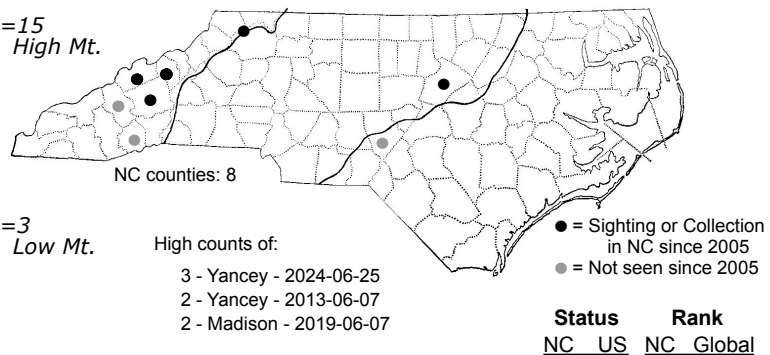 =15
High Mt.
NC counties: 8
=3
Low Mt.
High counts of:
3 - Yancey - 2024-06-25
2 - Yancey - 2013-06-07
2 - Madison - 2019-06-07
= Sighting or Collection
in NC since 2005
= Not seen since 2005
Status Rank
NC US NC Global